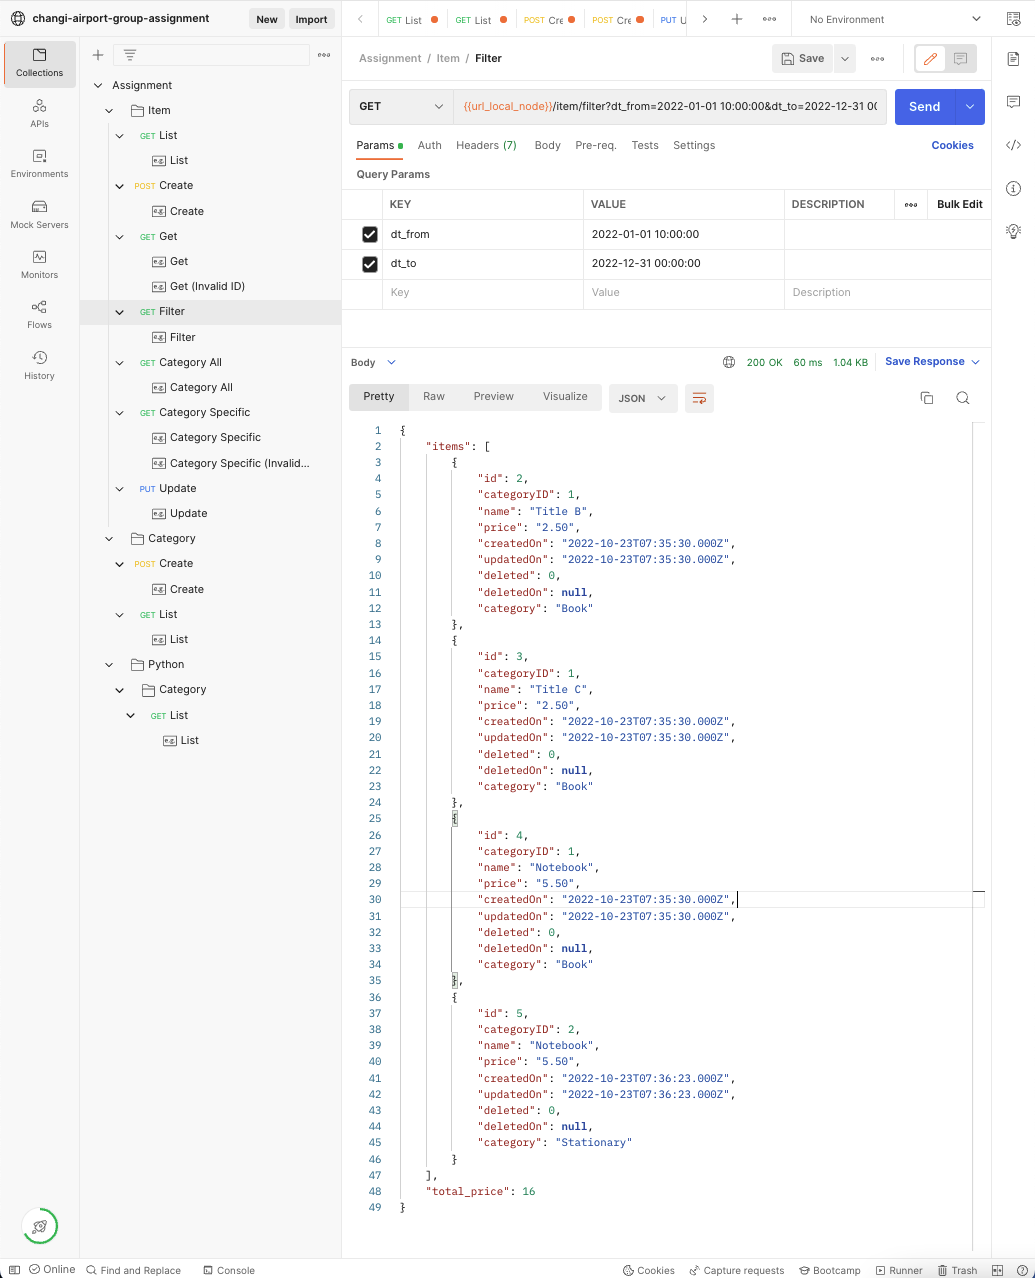 changi-airport-group-assignment
New
Import
GET List
GET List
POST Cre
POST Cre
PUT U
No Environment
Collections
APIs
Environments
Mock Servers
Monitors
Flows
History
Assignment
Item
GET List
e.g. List
POST Create
e.g. Create
GET Get
e.g. Get
e.g. Get (Invalid ID)
GET Filter
e.g. Filter
GET Category All
e.g. Category All
GET Category Specific
e.g. Category Specific
e.g. Category Specific (Invalid...
PUT Update
e.g. Update
Category
POST Create
e.g. Create
GET List
e.g. List
Python
Category
GET List
e.g. List
Assignment / Item / Filter
Save
GET
{{url_local_node}}/item/filter?dt_from=2022-01-01 10:00:00&dt_to=2022-12-31 00
Send
Params Auth Headers (7) Body Pre-req. Tests Settings
Cookies
Query Params
KEY VALUE DESCRIPTION Bulk Edit
dt_from 2022-01-01 10:00:00
dt_to 2022-12-31 00:00:00
Key Value Description
Body
200 OK 60 ms 1.04 KB Save Response
Pretty Raw Preview Visualize JSON
1 {
2 "items": [
3 {
4 "id": 2,
5 "categoryID": 1,
6 "name": "Title B",
7 "price": "2.50",
8 "createdOn": "2022-10-23T07:35:30.000Z",
9 "updatedOn": "2022-10-23T07:35:30.000Z",
10 "deleted": 0,
11 "deletedOn": null,
12 "category": "Book"
13 },
14 {
15 "id": 3,
16 "categoryID": 1,
17 "name": "Title C",
18 "price": "2.50",
19 "createdOn": "2022-10-23T07:35:30.000Z",
20 "updatedOn": "2022-10-23T07:35:30.000Z",
21 "deleted": 0,
22 "deletedOn": null,
23 "category": "Book"
24 },
25 {
26 "id": 4,
27 "categoryID": 1,
28 "name": "Notebook",
29 "price": "5.50",
30 "createdOn": "2022-10-23T07:35:30.000Z",
31 "updatedOn": "2022-10-23T07:35:30.000Z",
32 "deleted": 0,
33 "deletedOn": null,
34 "category": "Book"
35 },
36 {
37 "id": 5,
38 "categoryID": 2,
39 "name": "Notebook",
40 "price": "5.50",
41 "createdOn": "2022-10-23T07:36:23.000Z",
42 "updatedOn": "2022-10-23T07:36:23.000Z",
43 "deleted": 0,
44 "deletedOn": null,
45 "category": "Stationary"
46 }
47 ],
48 "total_price": 16
49 }
Online Find and Replace Console Cookies Capture requests Bootcamp Runner Trash